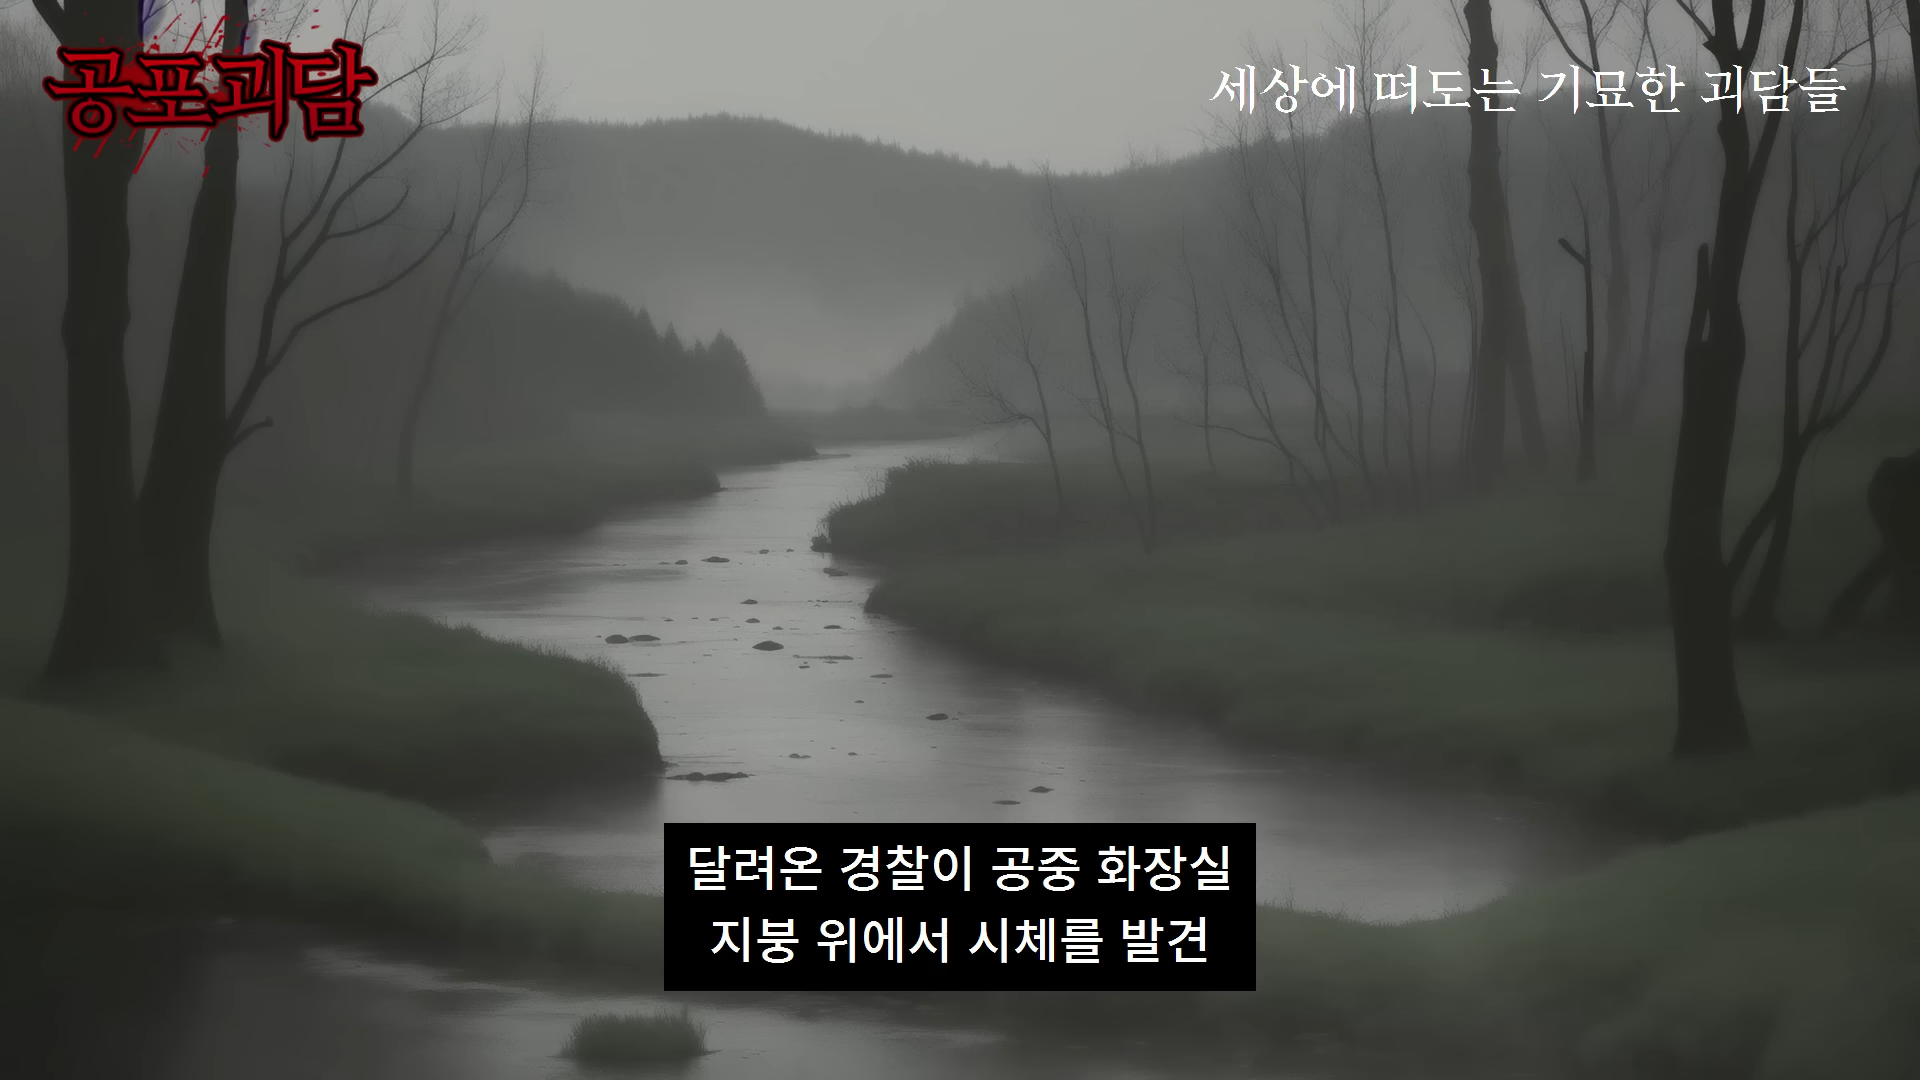 공포괴담
세상에 떠도는 기묘한 괴담들
달려온 경찰이 공중 화장실
지붕 위에서 시체를 발견